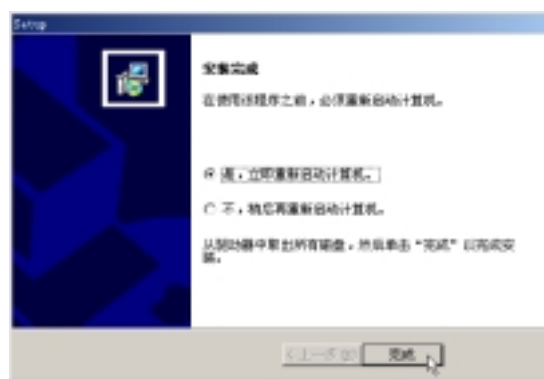 Setup
安装完成
在使用该程序之前，必须重新启动计算机。
是，立即重新启动计算机。
不，稍后再重新启动计算机。
从驱动器中取出所有磁盘，然后单击“完成”以完成安
装。
<上一步(B)
完成